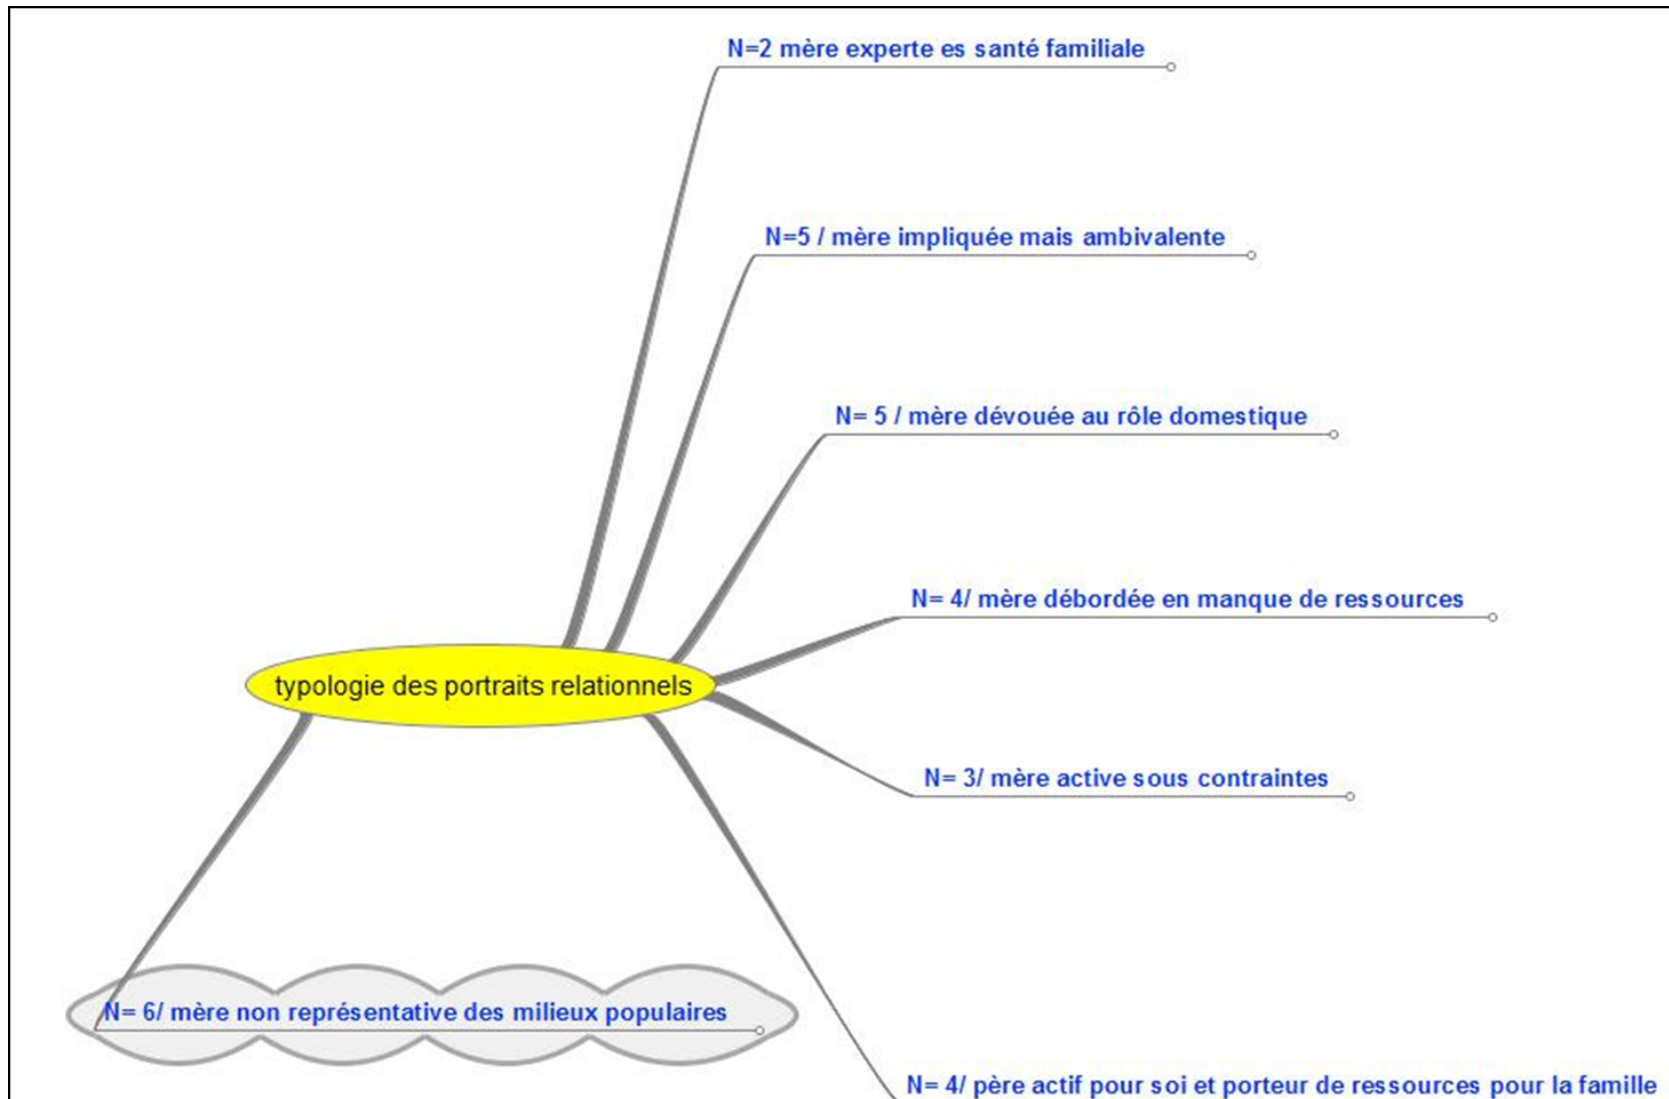 N=2 mère experte es santé familiale
N=5 / mère impliquée mais ambivalente
N= 5 / mère dévouée au rôle domestique
N= 4/ mère débordée en manque de ressources
typologie des portraits relationnels
N= 3/ mère active sous contraintes
N= 6/ mère non représentative des milieux populaires
N= 4/ père actif pour soi et porteur de ressources pour la famille